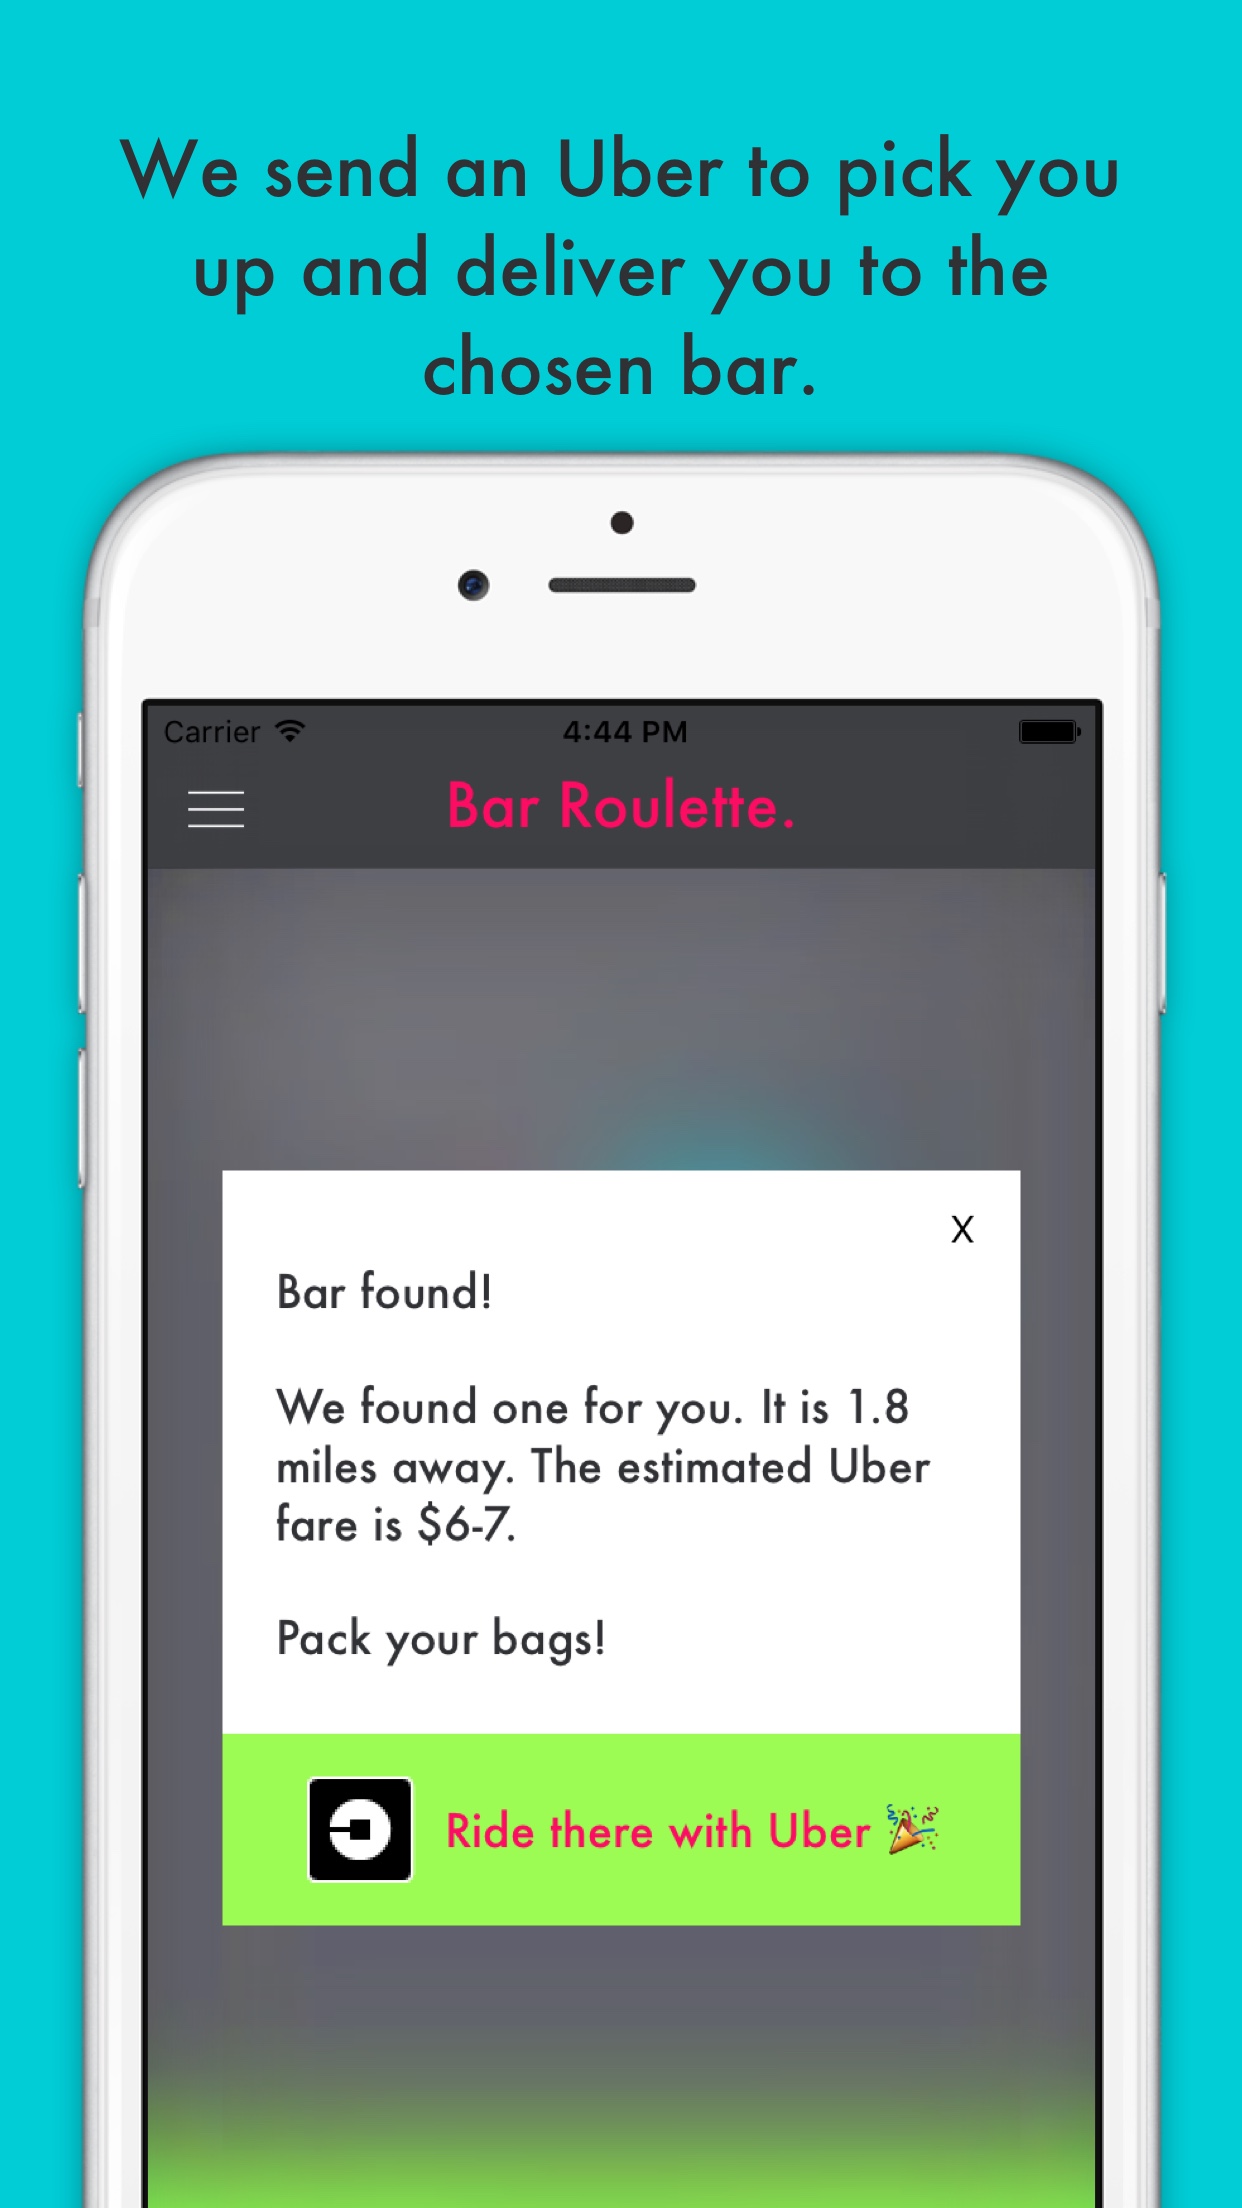 We send an Uber to pick you
up and deliver you to the
chosen bar.
Carrier
4:44 PM
Bar Roulette.
X
Bar found!
We found one for you. It is 1.8
miles away. The estimated Uber
fare is $6-7.
Pack your bags!
Ride there with Uber 🎉